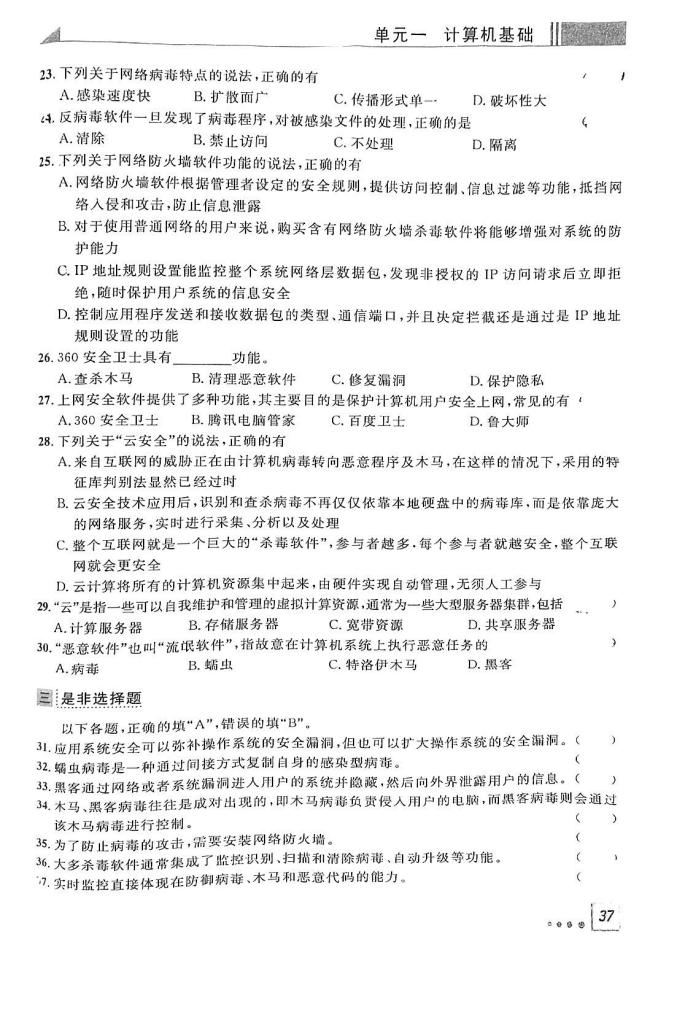 单元一 计算机基础
23. 下列关于网络病毒特点的说法,正确的有 (
A. 感染速度快 B. 扩散面广 C. 传播形式单一 D. 破坏性大
24. 反病毒软件一旦发现了病毒程序,对被感染文件的处理,正确的是 (
A. 清除 B. 禁止访问 C. 不处理 D. 隔离
25. 下列关于网络防火墙软件功能的说法,正确的有
A. 网络防火墙软件根据管理者设定的安全规则,提供访问控制、信息过滤等功能,抵挡网
络入侵和攻击,防止信息泄露
B. 对于使用普通网络的用户来说,购买含有网络防火墙杀毒软件将能够增强对系统的防
护能力
C. IP 地址规则设置能监控整个系统网络层数据包,发现非授权的 IP 访问请求后立即拒
绝,随时保护用户系统的信息安全
D. 控制应用程序发送和接收数据包的类型、通信端口,并且决定拦截还是通过是 IP 地址
规则设置的功能
26. 360 安全卫士具有________功能。
A. 查杀木马 B. 清理恶意软件 C. 修复漏洞 D. 保护隐私
27. 上网安全软件提供了多种功能,其主要目的是保护计算机用户安全上网,常见的有 (
A. 360 安全卫士 B. 腾讯电脑管家 C. 百度卫士 D. 鲁大师
28. 下列关于“云安全”的说法,正确的有
A. 来自互联网的威胁正在由计算机病毒转向恶意程序及木马,在这样的情况下,采用的特
征库判别法显然已经过时
B. 云安全技术应用后,识别和查杀病毒不再仅仅依靠本地硬盘中的病毒库,而是依靠庞大
的网络服务,实时进行采集、分析以及处理
C. 整个互联网就是一个巨大的“杀毒软件”,参与者越多,每个参与者就越安全,整个互联
网就会更安全
D. 云计算将所有的计算机资源集中起来,由硬件实现自动管理,无须人工参与
29. “云”是指一些可以自我维护和管理的虚拟计算资源,通常为一些大型服务器集群,包括 )
A. 计算服务器 B. 存储服务器 C. 宽带资源 D. 共享服务器
30. “恶意软件”也叫“流氓软件”,指故意在计算机系统上执行恶意任务的 )
A. 病毒 B. 蠕虫 C. 特洛伊木马 D. 黑客
三 是非选择题
以下各题,正确的填“A”,错误的填“B”。
31. 应用系统安全可以弥补操作系统的安全漏洞,但也可以扩大操作系统的安全漏洞。( )
32. 蠕虫病毒是一种通过间接方式复制自身的感染型病毒。 (
33. 黑客通过网络或者系统漏洞进入用户的系统并隐藏,然后向外界泄露用户的信息。( )
34. 木马、黑客病毒往往是成对出现的,即木马病毒负责侵入用户的电脑,而黑客病毒则会通过
该木马病毒进行控制。 ( )
35. 为了防止病毒的攻击,需要安装网络防火墙。 (
36. 大多杀毒软件通常集成了监控识别、扫描和清除病毒、自动升级等功能。 ( )
37. 实时监控直接体现在防御病毒、木马和恶意代码的能力。 (
37